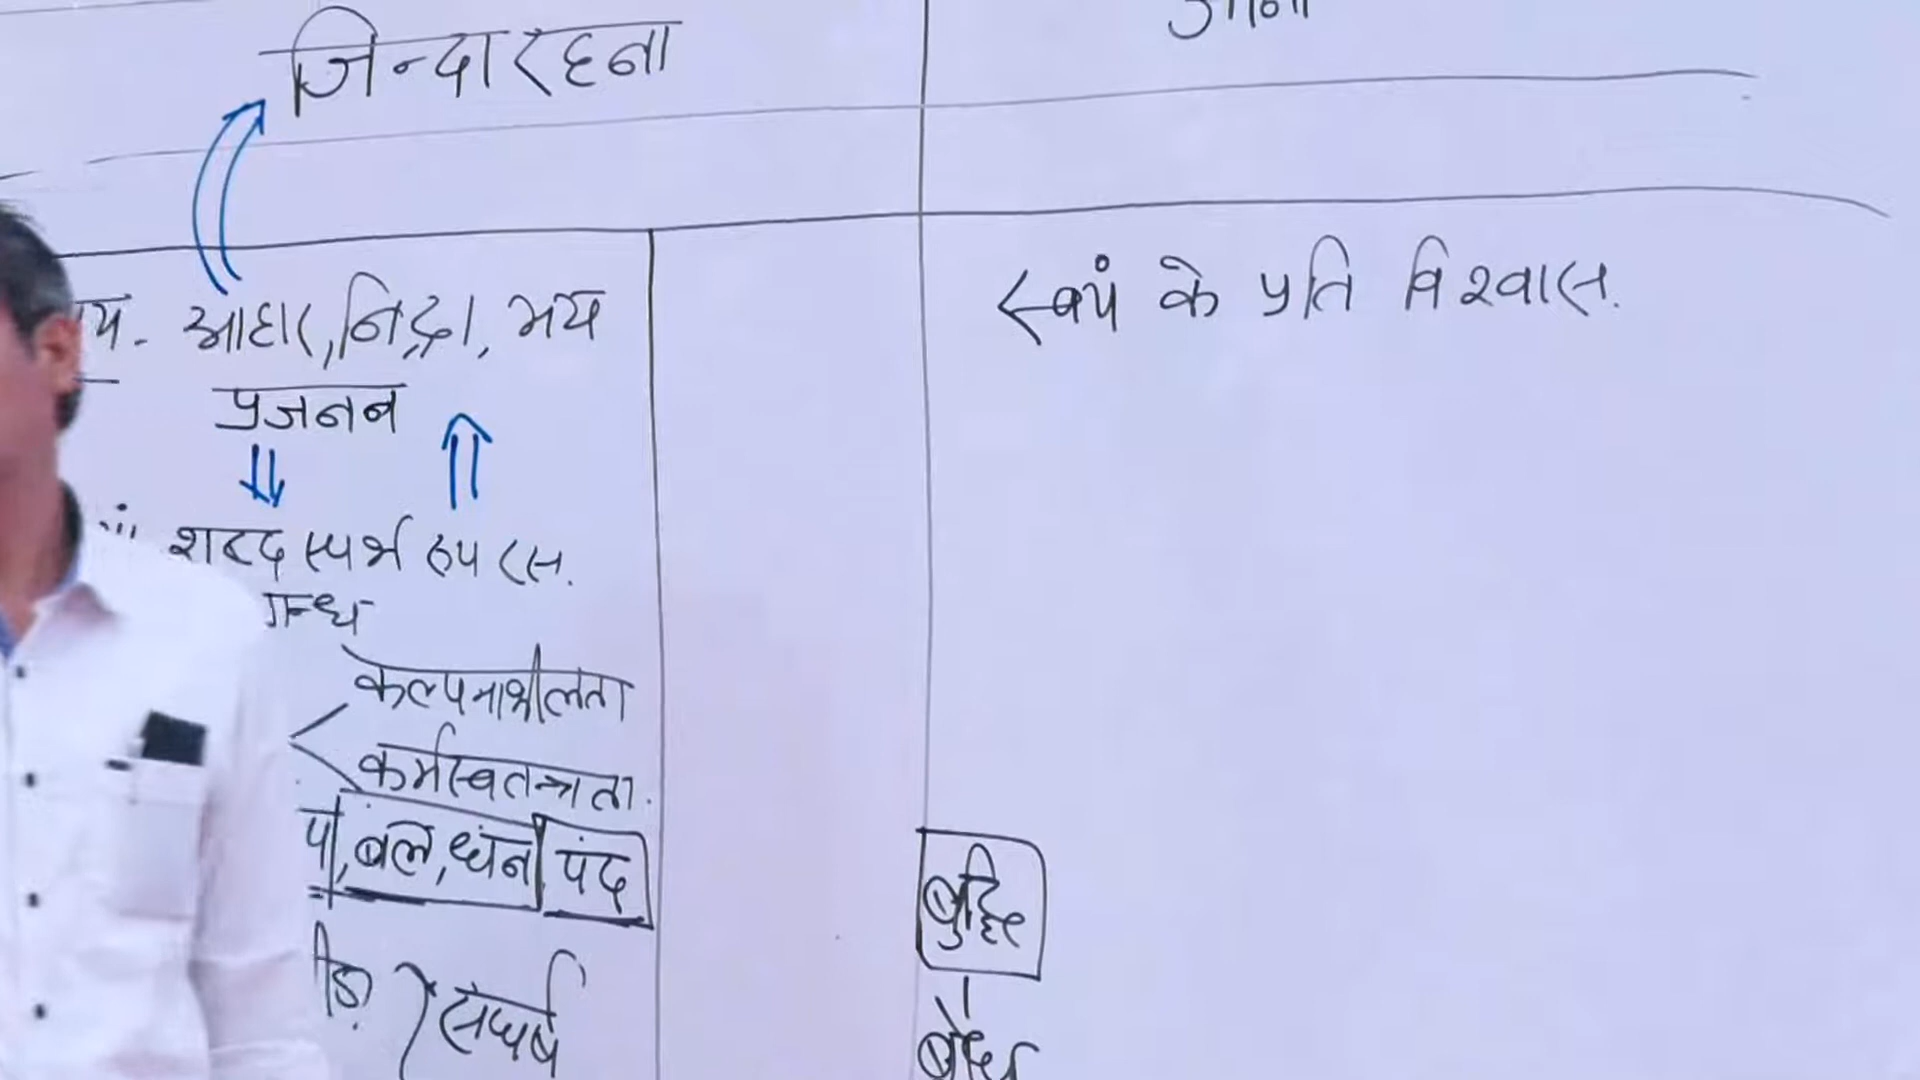 जिन्दा रहना
आहार, निद्रा, भय
प्रजनन
शब्द स्पर्श रूप रस.
गन्ध
कल्पनाशीलता
कर्मस्वतन्त्रता.
बल, धन, पद
संघर्ष
स्वयं के प्रति विश्वास.
बुद्धि
बोध